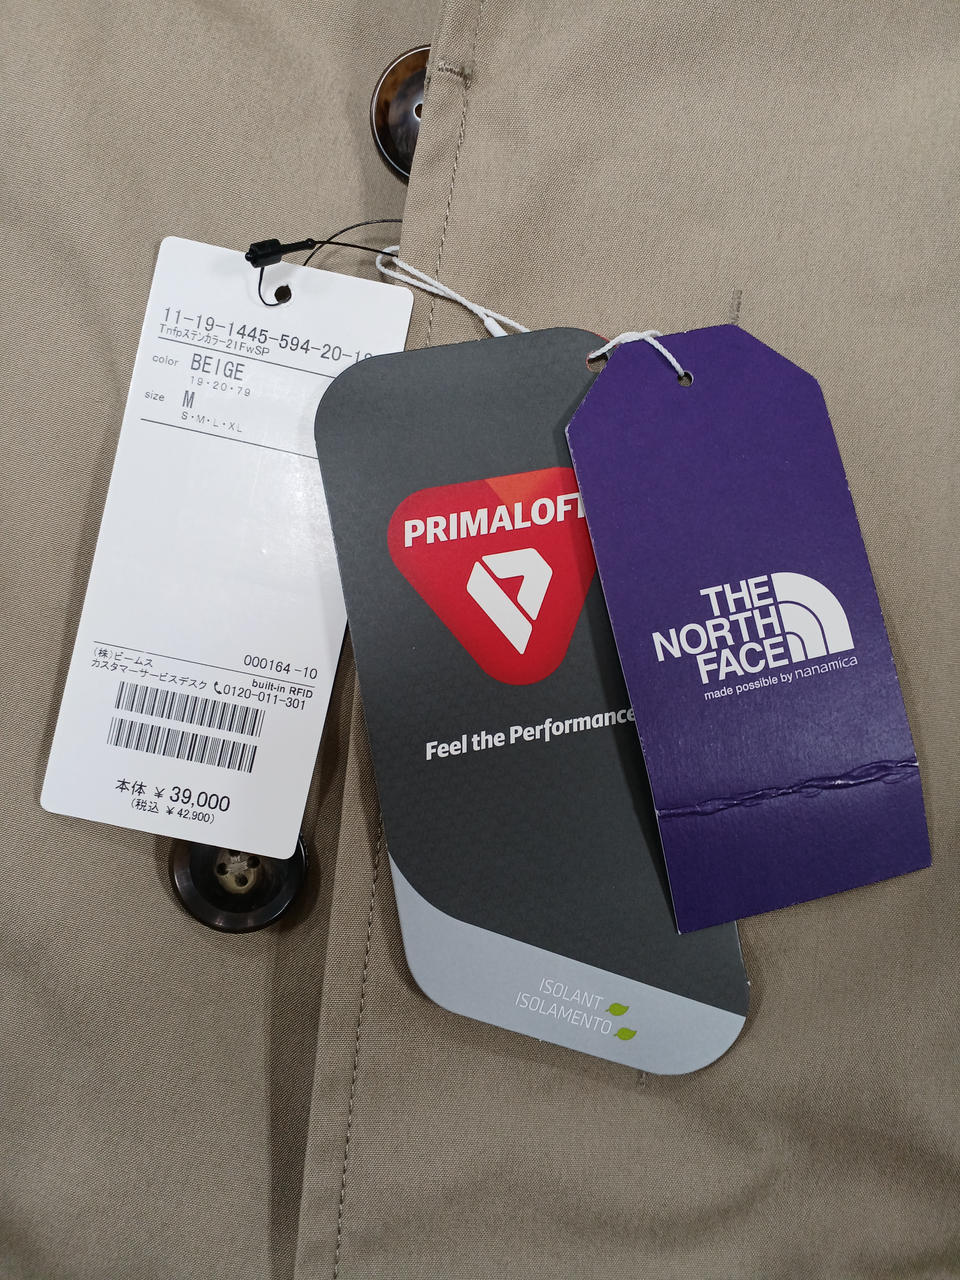 11-19-1445-594-20-1
Tnfpステンカラー21FwSP
color BEIGE
19・20・79
size M
S・M・L・XL
(株)ビームス 000164-10
カスタマーサービスデスク built-in RFID
0120-011-301
本体 ¥39,000
(税込 ¥42,900)
PRIMALOFT
Feel the Performance
ISOLANT
ISOLAMENTO
THE
NORTH
FACE
made possible by nanamica